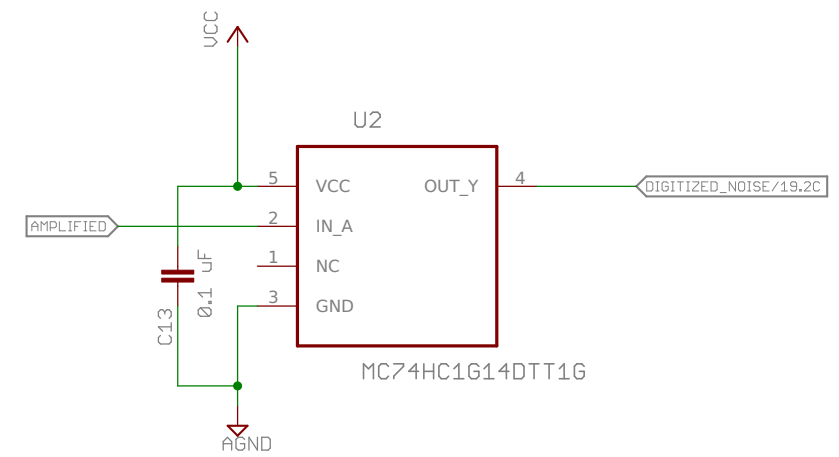 VCC
U2
5
VCC
OUT_Y
4
DIGITIZED_NOISE/19.2C
AMPLIFIED
2
IN_A
1
NC
0.1 uF
C13
3
GND
MC74HC1G14DTT1G
AGND